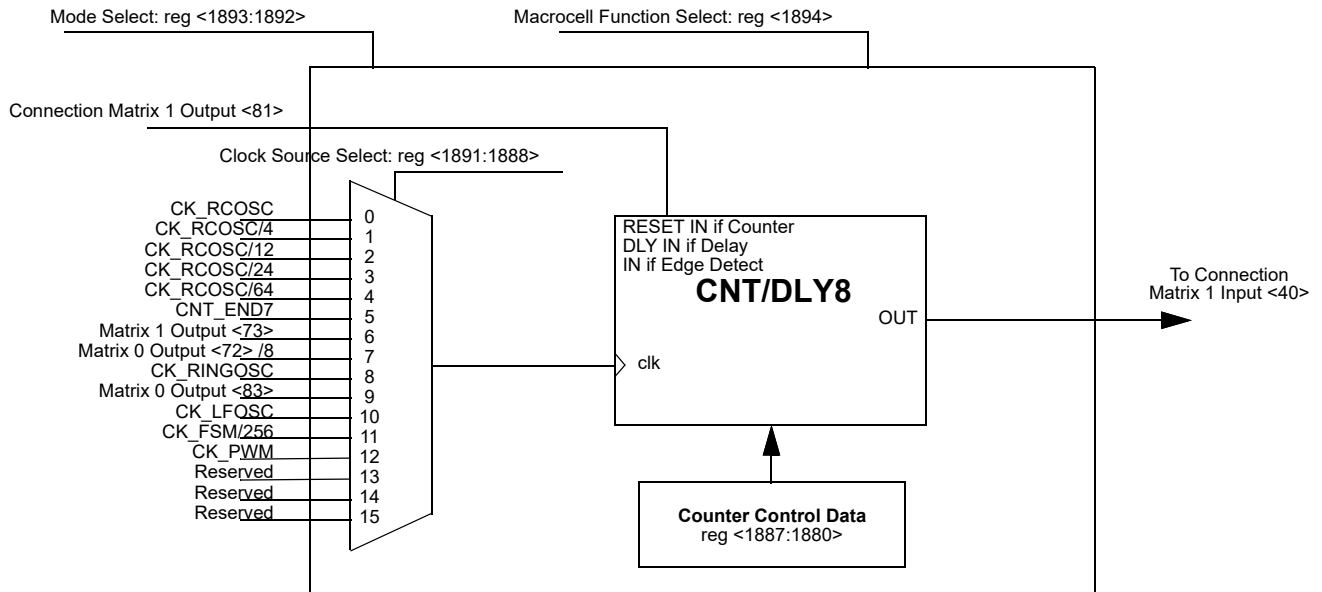 Mode Select: reg <1893:1892>
Macrocell Function Select: reg <1894>
Connection Matrix 1 Output <81>
Clock Source Select: reg <1891:1888>
CK_RCOSC
CK_RCOSC/4
CK_RCOSC/12
CK_RCOSC/24
CK_RCOSC/64
CNT_END7
Matrix 1 Output <73>
Matrix 0 Output <72> /8
CK_RINGOSC
Matrix 0 Output <83>
CK_LFOSC
CK_FSM/256
CK_PWM
Reserved
Reserved
Reserved
0
1
2
3
4
5
6
7
8
9
10
11
12
13
14
15
RESET IN if Counter
DLY IN if Delay
IN if Edge Detect
CNT/DLY8
OUT
clk
To Connection
Matrix 1 Input <40>
Counter Control Data
reg <1887:1880>